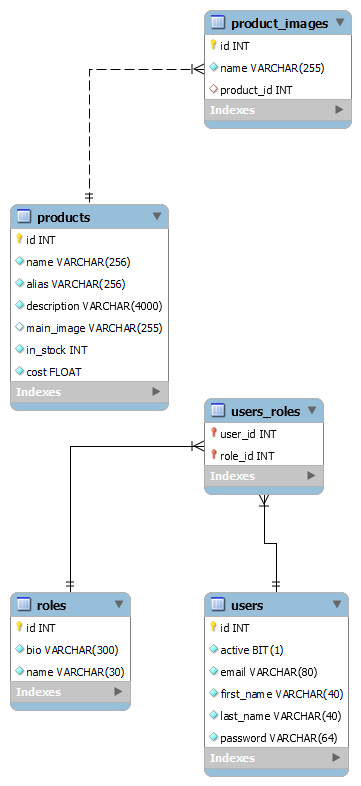 product_images
id INT
name VARCHAR(255)
product_id INT
Indexes
products
id INT
name VARCHAR(256)
alias VARCHAR(256)
description VARCHAR(4000)
main_image VARCHAR(255)
in_stock INT
cost FLOAT
Indexes
users_roles
user_id INT
role_id INT
Indexes
roles
id INT
bio VARCHAR(300)
name VARCHAR(30)
Indexes
users
id INT
active BIT(1)
email VARCHAR(80)
first_name VARCHAR(40)
last_name VARCHAR(40)
password VARCHAR(64)
Indexes